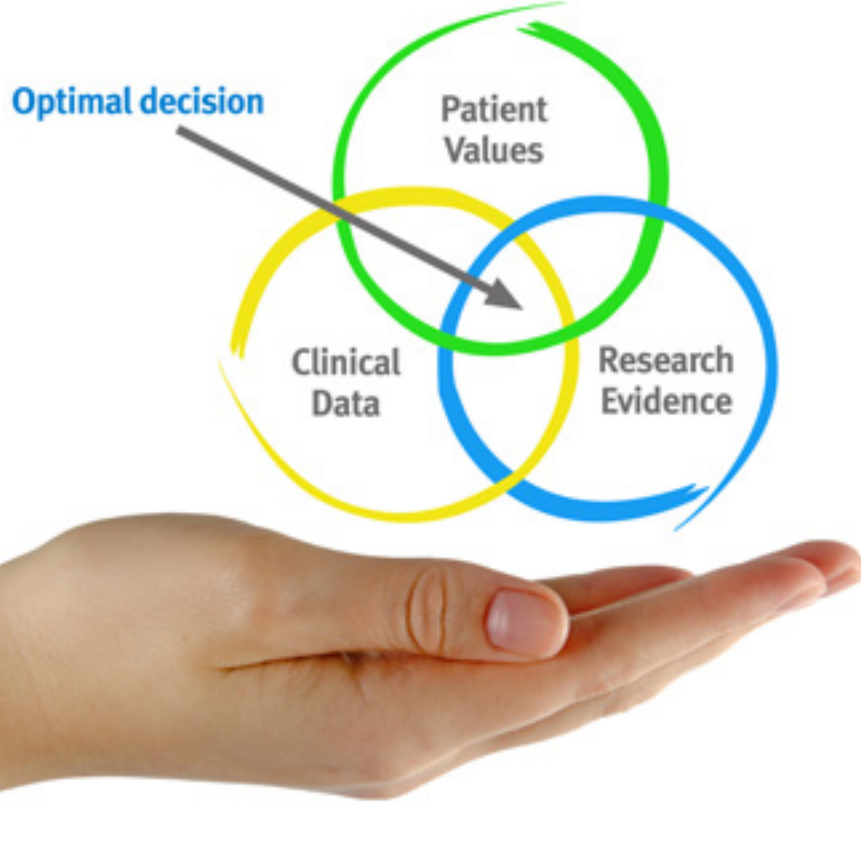 Optimal decision
Patient
Values
Clinical
Data
Research
Evidence